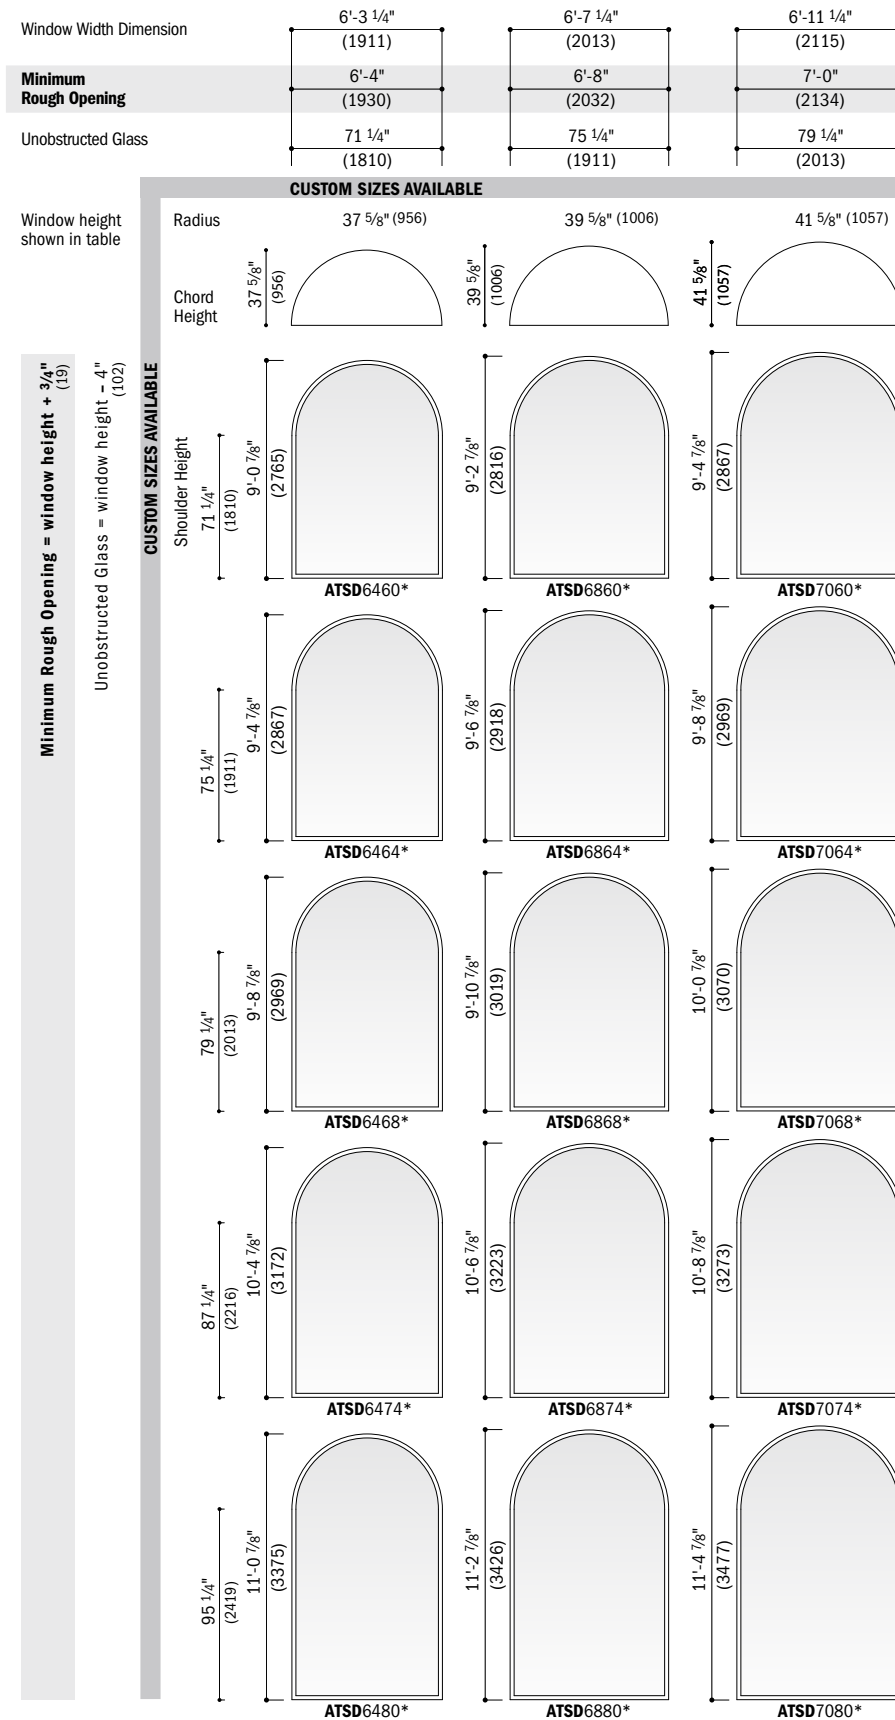 Window Width Dimension
6'-3 1/4"
(1911)
6'-7 1/4"
(2013)
6'-11 1/4"
(2115)
Minimum
Rough Opening
6'-4"
(1930)
6'-8"
(2032)
7'-0"
(2134)
Unobstructed Glass
71 1/4"
(1810)
75 1/4"
(1911)
79 1/4"
(2013)
CUSTOM SIZES AVAILABLE
Window height
shown in table
Radius
37 5/8" (956)
39 5/8" (1006)
41 5/8" (1057)
Chord
Height
37 5/8"
(956)
39 5/8"
(1006)
41 5/8"
(1057)
Minimum Rough Opening = window height + 3/4"
(19)
Unobstructed Glass = window height – 4"
(102)
CUSTOM SIZES AVAILABLE
Shoulder Height
71 1/4"
(1810)
9'-0 7/8"
(2765)
9'-2 7/8"
(2816)
9'-4 7/8"
(2867)
ATSD6460*
ATSD6860*
ATSD7060*
75 1/4"
(1911)
9'-4 7/8"
(2867)
9'-6 7/8"
(2918)
9'-8 7/8"
(2969)
ATSD6464*
ATSD6864*
ATSD7064*
79 1/4"
(2013)
9'-8 7/8"
(2969)
9'-10 7/8"
(3019)
10'-0 7/8"
(3070)
ATSD6468*
ATSD6868*
ATSD7068*
87 1/4"
(2216)
10'-4 7/8"
(3172)
10'-6 7/8"
(3223)
10'-8 7/8"
(3273)
ATSD6474*
ATSD6874*
ATSD7074*
95 1/4"
(2419)
11'-0 7/8"
(3375)
11'-2 7/8"
(3426)
11'-4 7/8"
(3477)
ATSD6480*
ATSD6880*
ATSD7080*